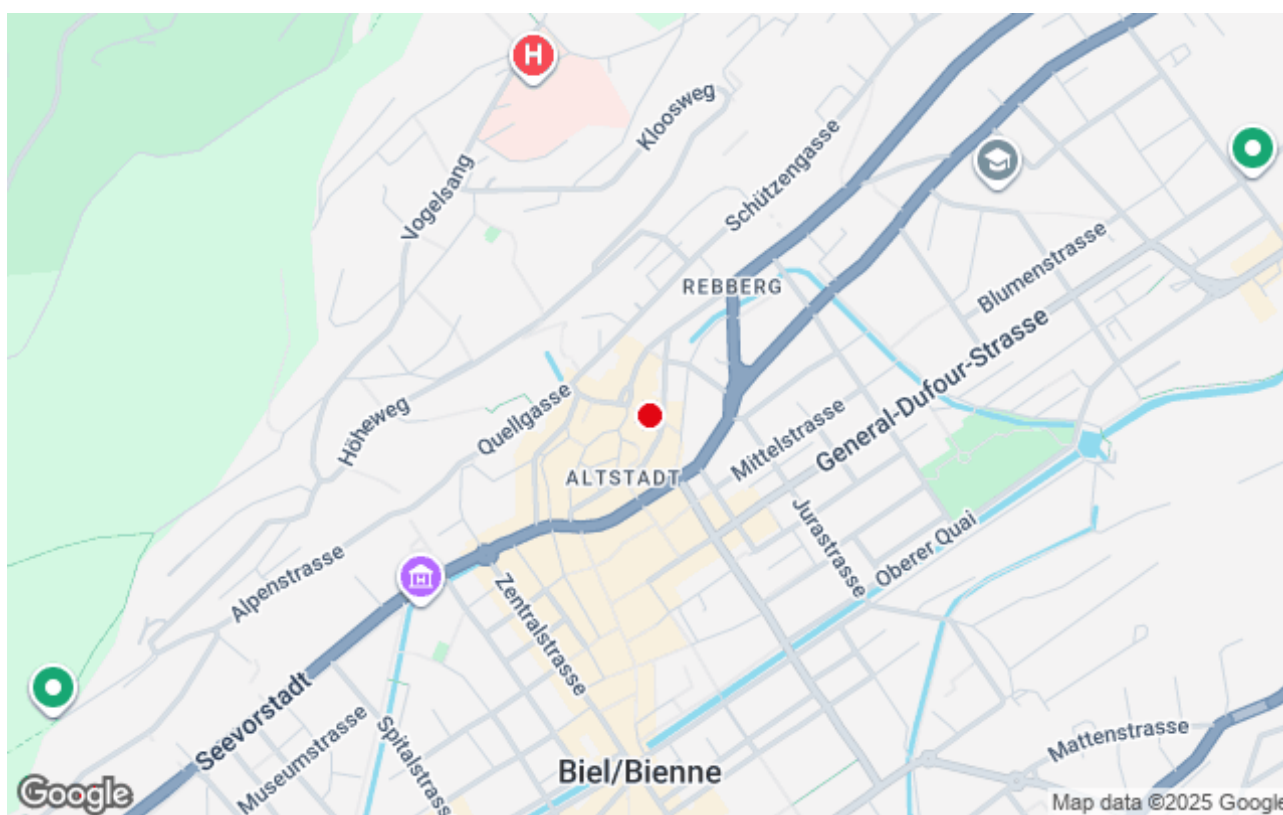 H
Kloosweg
Vogelsang
Schützengasse
REBBERG
Blumenstrasse
General-Dufour-Strasse
Höheweg
Quellgasse
Mittelstrasse
ALTSTADT
Jurastrasse
Oberer Quai
Alpenstrasse
Zentralstrasse
Seevorstadt
Museumstrasse
Spitalstrasse
Mattenstrasse
Biel/Bienne
Google
Map data ©2025 Google